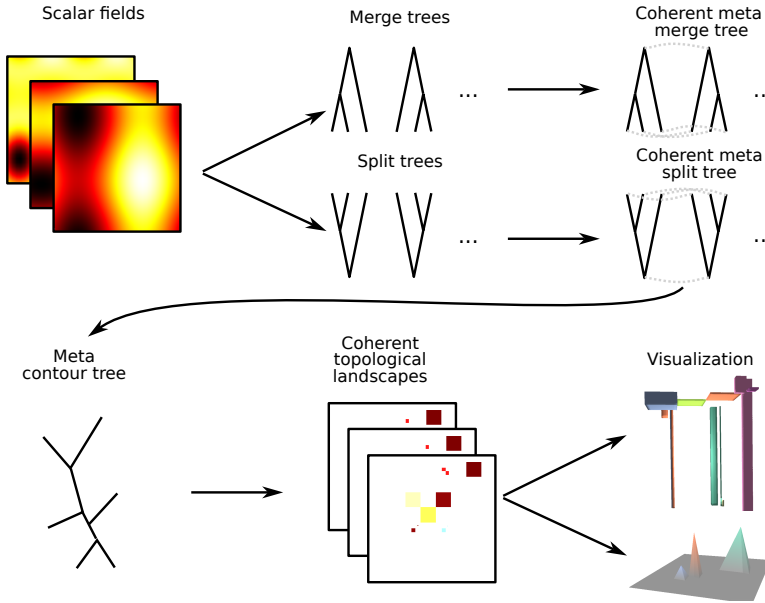 Scalar fields
Merge trees
Coherent meta
merge tree
...
...
Split trees
Coherent meta
split tree
...
...
Meta
contour tree
Coherent
topological
landscapes
Visualization